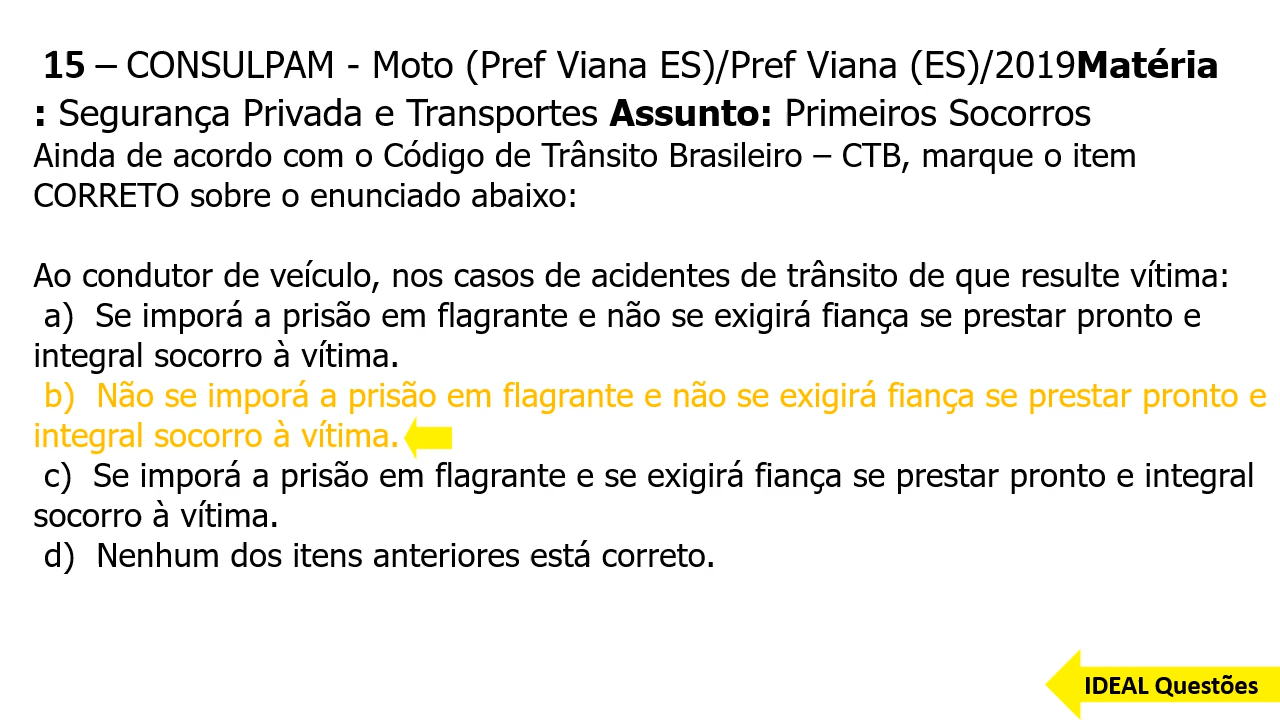 15 – CONSULPAM - Moto (Pref Viana ES)/Pref Viana (ES)/2019Matéria
: Segurança Privada e Transportes Assunto: Primeiros Socorros
Ainda de acordo com o Código de Trânsito Brasileiro – CTB, marque o item
CORRETO sobre o enunciado abaixo:
Ao condutor de veículo, nos casos de acidentes de trânsito de que resulte vítima:
a) Se imporá a prisão em flagrante e não se exigirá fiança se prestar pronto e
integral socorro à vítima.
b) Não se imporá a prisão em flagrante e não se exigirá fiança se prestar pronto e
integral socorro à vítima.
c) Se imporá a prisão em flagrante e se exigirá fiança se prestar pronto e integral
socorro à vítima.
d) Nenhum dos itens anteriores está correto.
IDEAL Questões